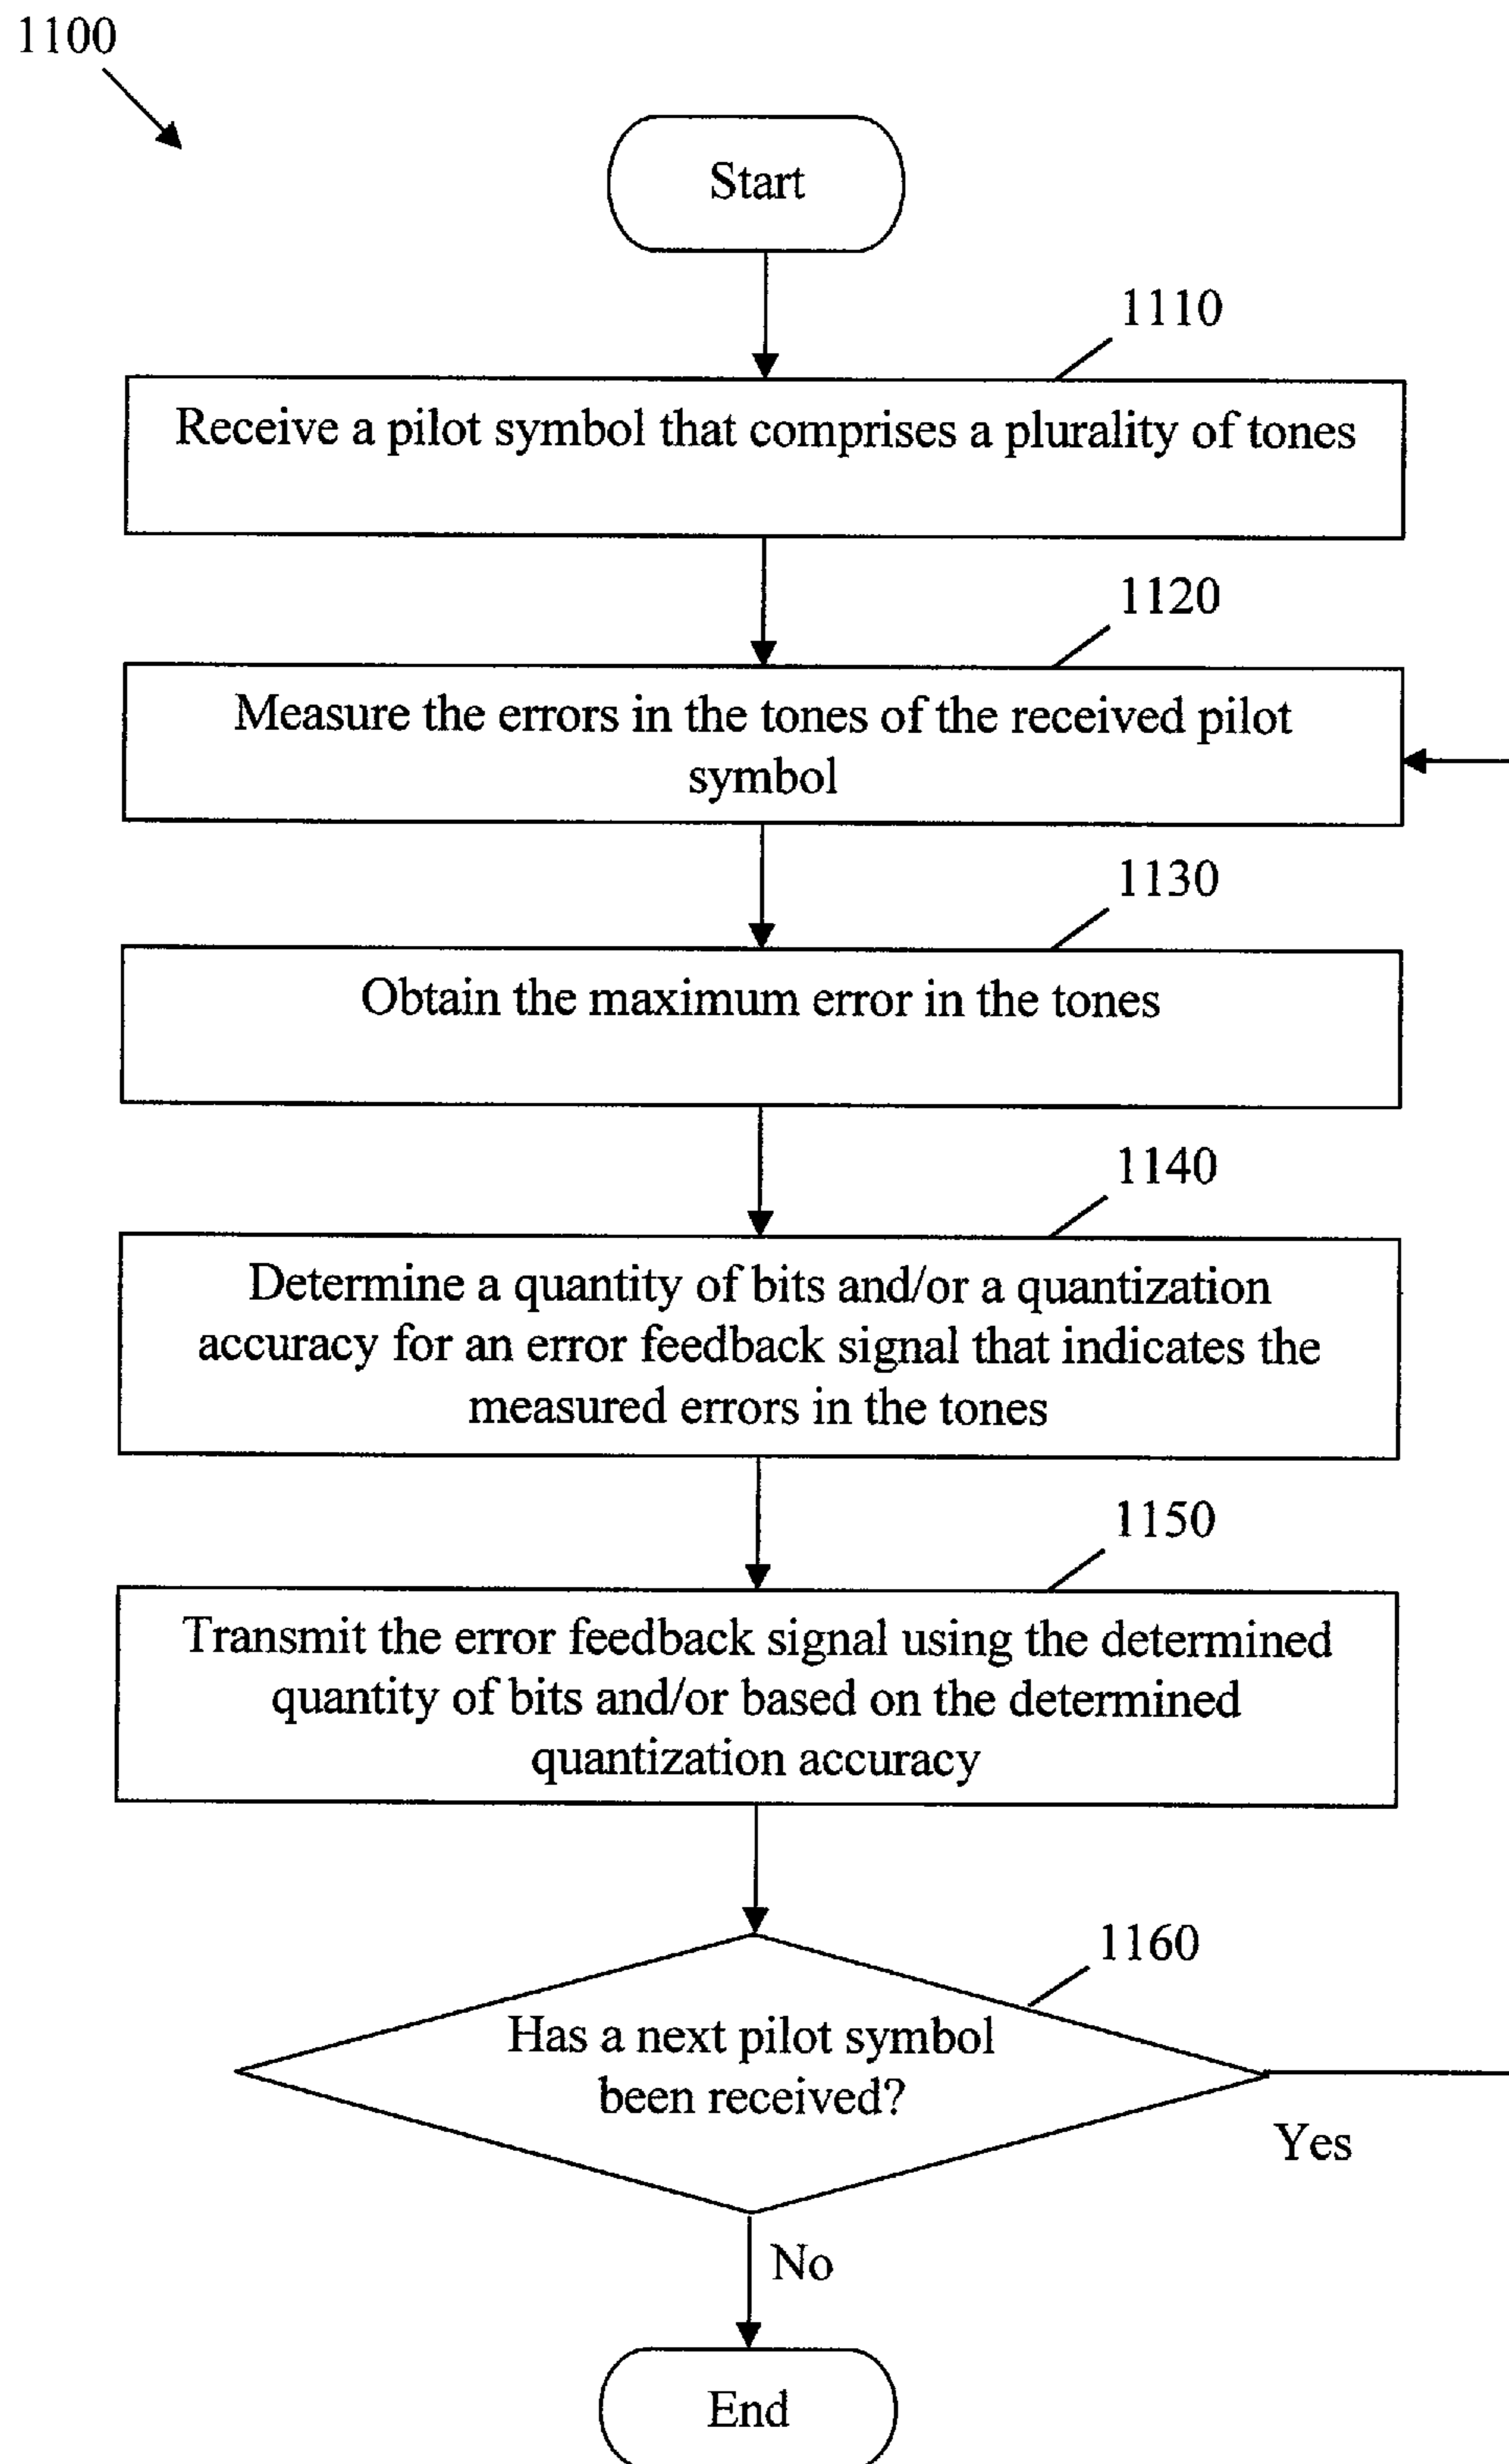 1100
Start
1110
Receive a pilot symbol that comprises a plurality of tones
1120
Measure the errors in the tones of the received pilot
symbol
1130
Obtain the maximum error in the tones
1140
Determine a quantity of bits and/or a quantization
accuracy for an error feedback signal that indicates the
measured errors in the tones
1150
Transmit the error feedback signal using the determined
quantity of bits and/or based on the determined
quantization accuracy
1160
Has a next pilot symbol
been received?
Yes
No
End